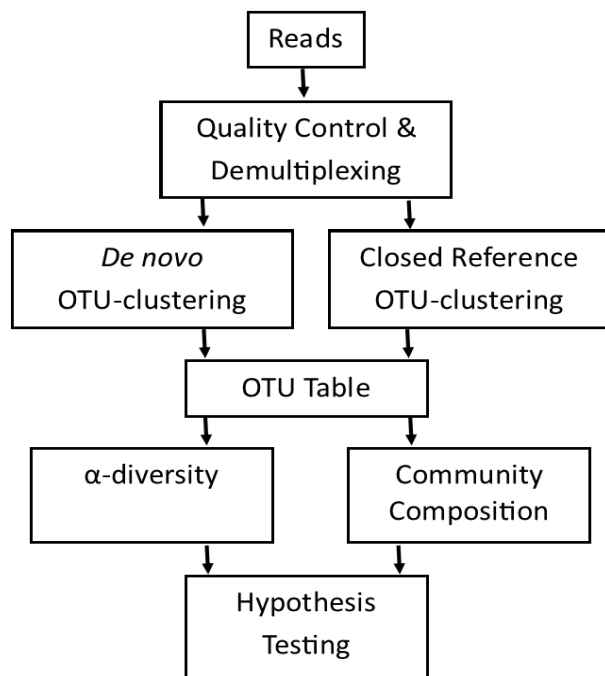 Reads
Quality Control &
Demultiplexing
De novo
OTU-clustering
Closed Reference
OTU-clustering
OTU Table
α-diversity
Community
Composition
Hypothesis
Testing